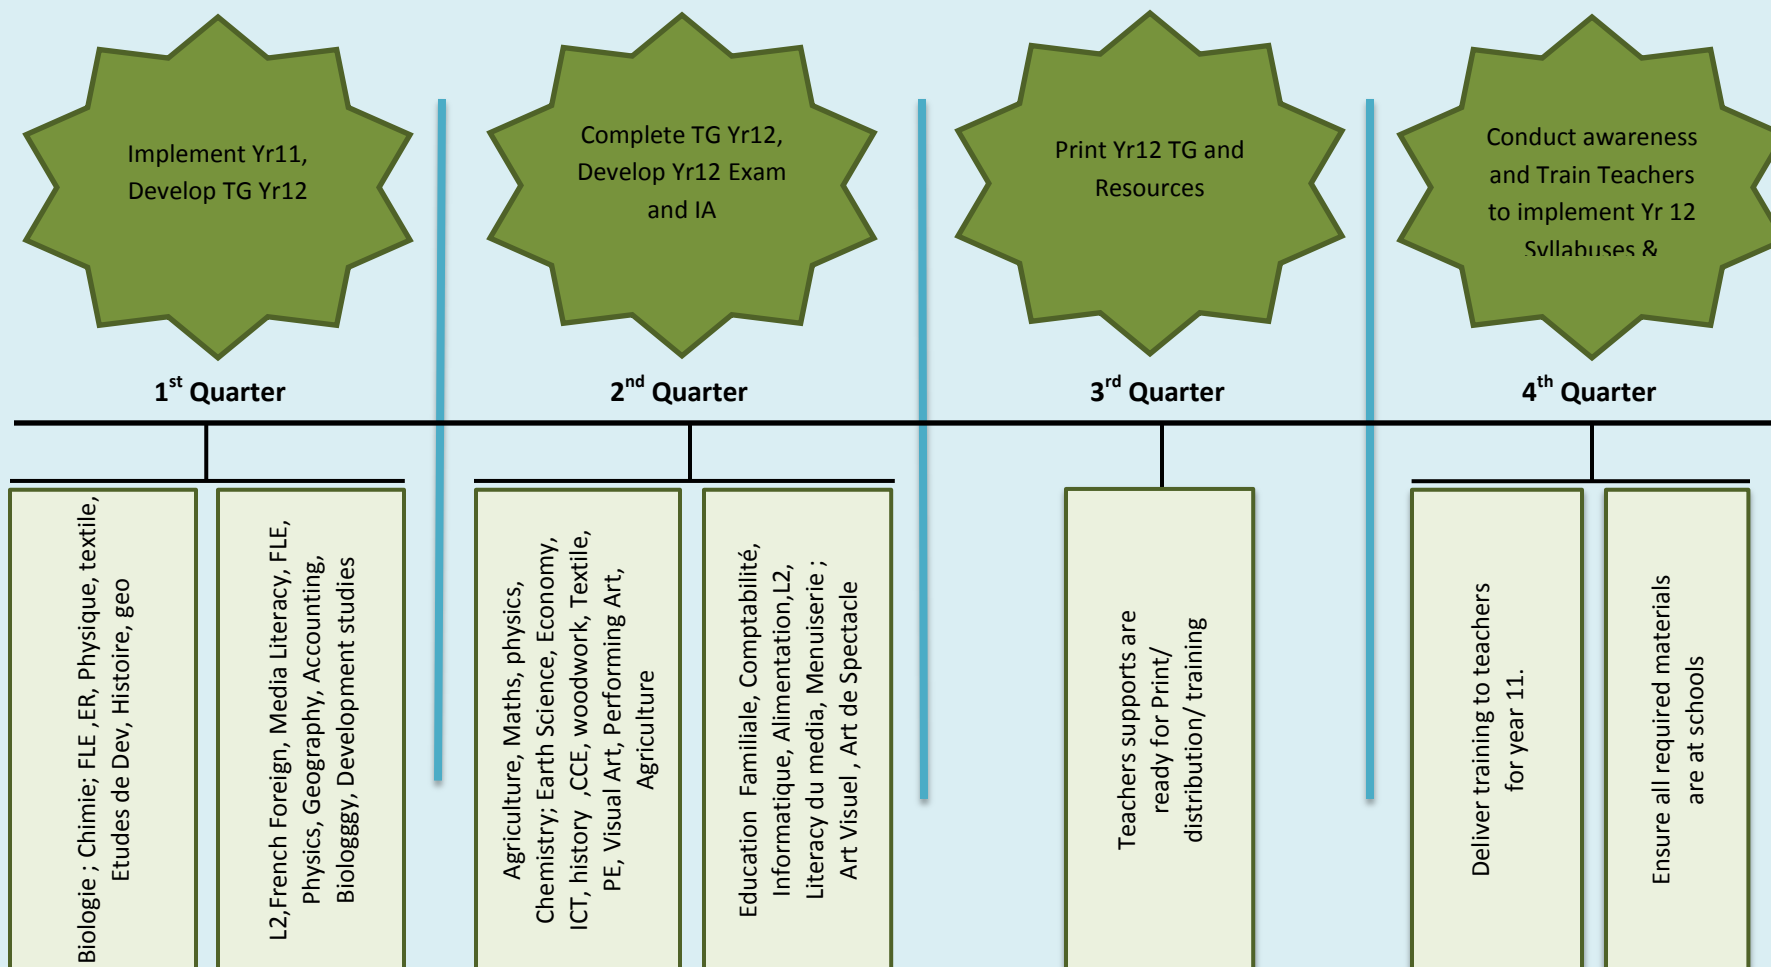 Implement Yr11,
Develop TG Yr12
Complete TG Yr12,
Develop Yr12 Exam
and IA
Print Yr12 TG and
Resources
Conduct awareness
and Train Teachers
to implement Yr 12
Syllabuses &
1st Quarter
2nd Quarter
3rd Quarter
4th Quarter
Biologie ; Chimie; FLE ,ER, Physique, textile,
Etudes de Dev, Histoire, geo
L2,French Foreign, Media Literacy, FLE,
Physics, Geography, Accounting,
Biologggy, Development studies
Agriculture, Maths, physics,
Chemistry; Earth Science, Economy,
ICT, history ,CCE, woodwork, Textile,
PE, Visual Art, Performing Art,
Agriculture
Education Familiale, Comptabilité,
Informatique, Alimentation,L2,
Literacy du media, Menuiserie ;
Art Visuel , Art de Spectacle
Teachers supports are
ready for Print/
distribution/ training
Deliver training to teachers
for year 11.
Ensure all required materials
are at schools